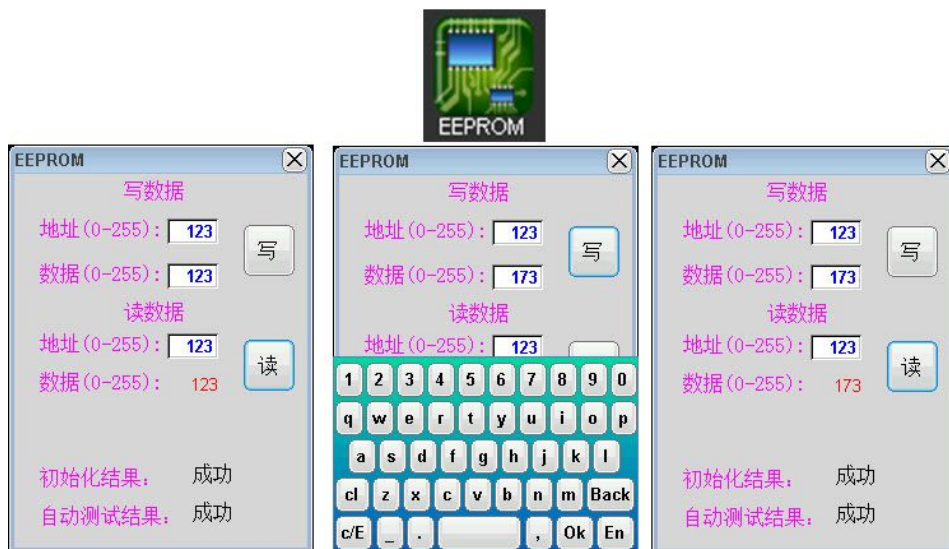 EEPROM
EEPROM
写数据
地址(0-255): 123
写
数据(0-255): 123
读数据
地址(0-255): 123
读
数据(0-255): 123
初始化结果: 成功
自动测试结果: 成功
EEPROM
写数据
地址(0-255): 123
写
数据(0-255): 173
读数据
地址(0-255): 123
1 2 3 4 5 6 7 8 9 0
q w e r t y u i o p
a s d f g h j k l
cl z x c v b n m Back
c/E _ . , Ok En
EEPROM
写数据
地址(0-255): 123
写
数据(0-255): 173
读数据
地址(0-255): 123
读
数据(0-255): 173
初始化结果: 成功
自动测试结果: 成功